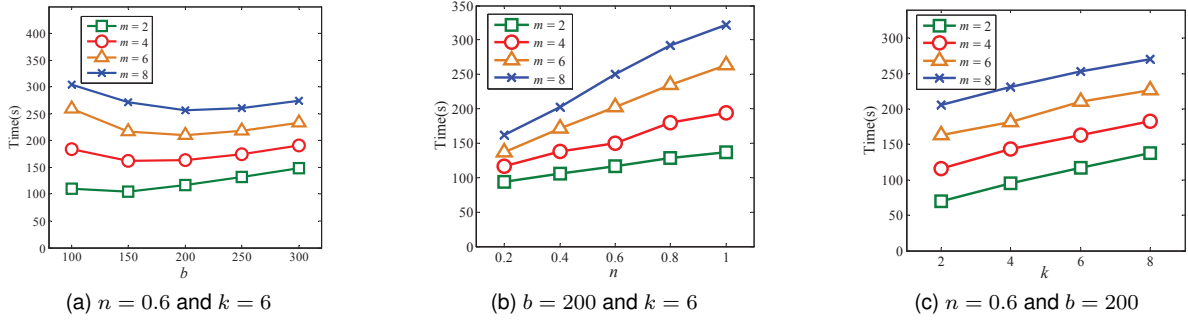 450
400
350
300
250
200
150
100
50
0
Time(s)
100 150 200 250 300
b
m = 2
m = 4
m = 6
m = 8
(a) n = 0.6 and k = 6
350
300
250
200
150
100
50
0
Time(s)
0.2 0.4 0.6 0.8 1
n
m = 2
m = 4
m = 6
m = 8
(b) b = 200 and k = 6
300
250
200
150
100
50
0
Time(s)
2 4 6 8
k
m = 2
m = 4
m = 6
m = 8
(c) n = 0.6 and b = 200